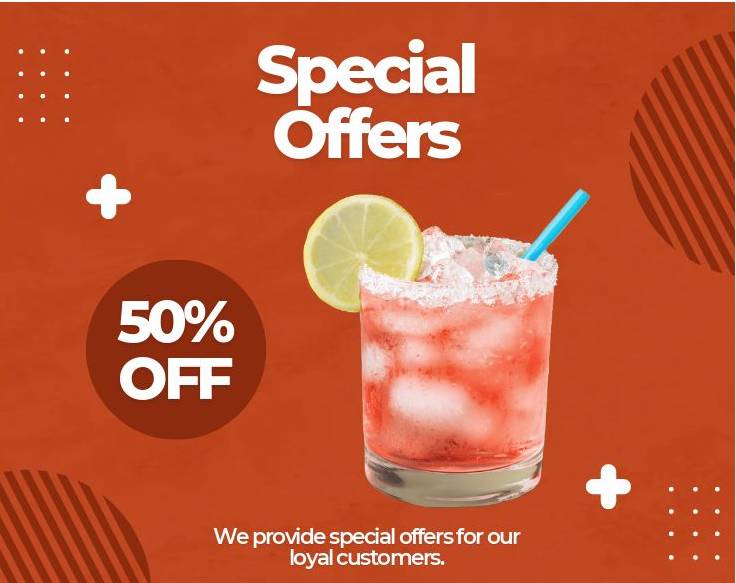 Special
Offers
50%
OFF
We provide special offers for our
loyal customers.